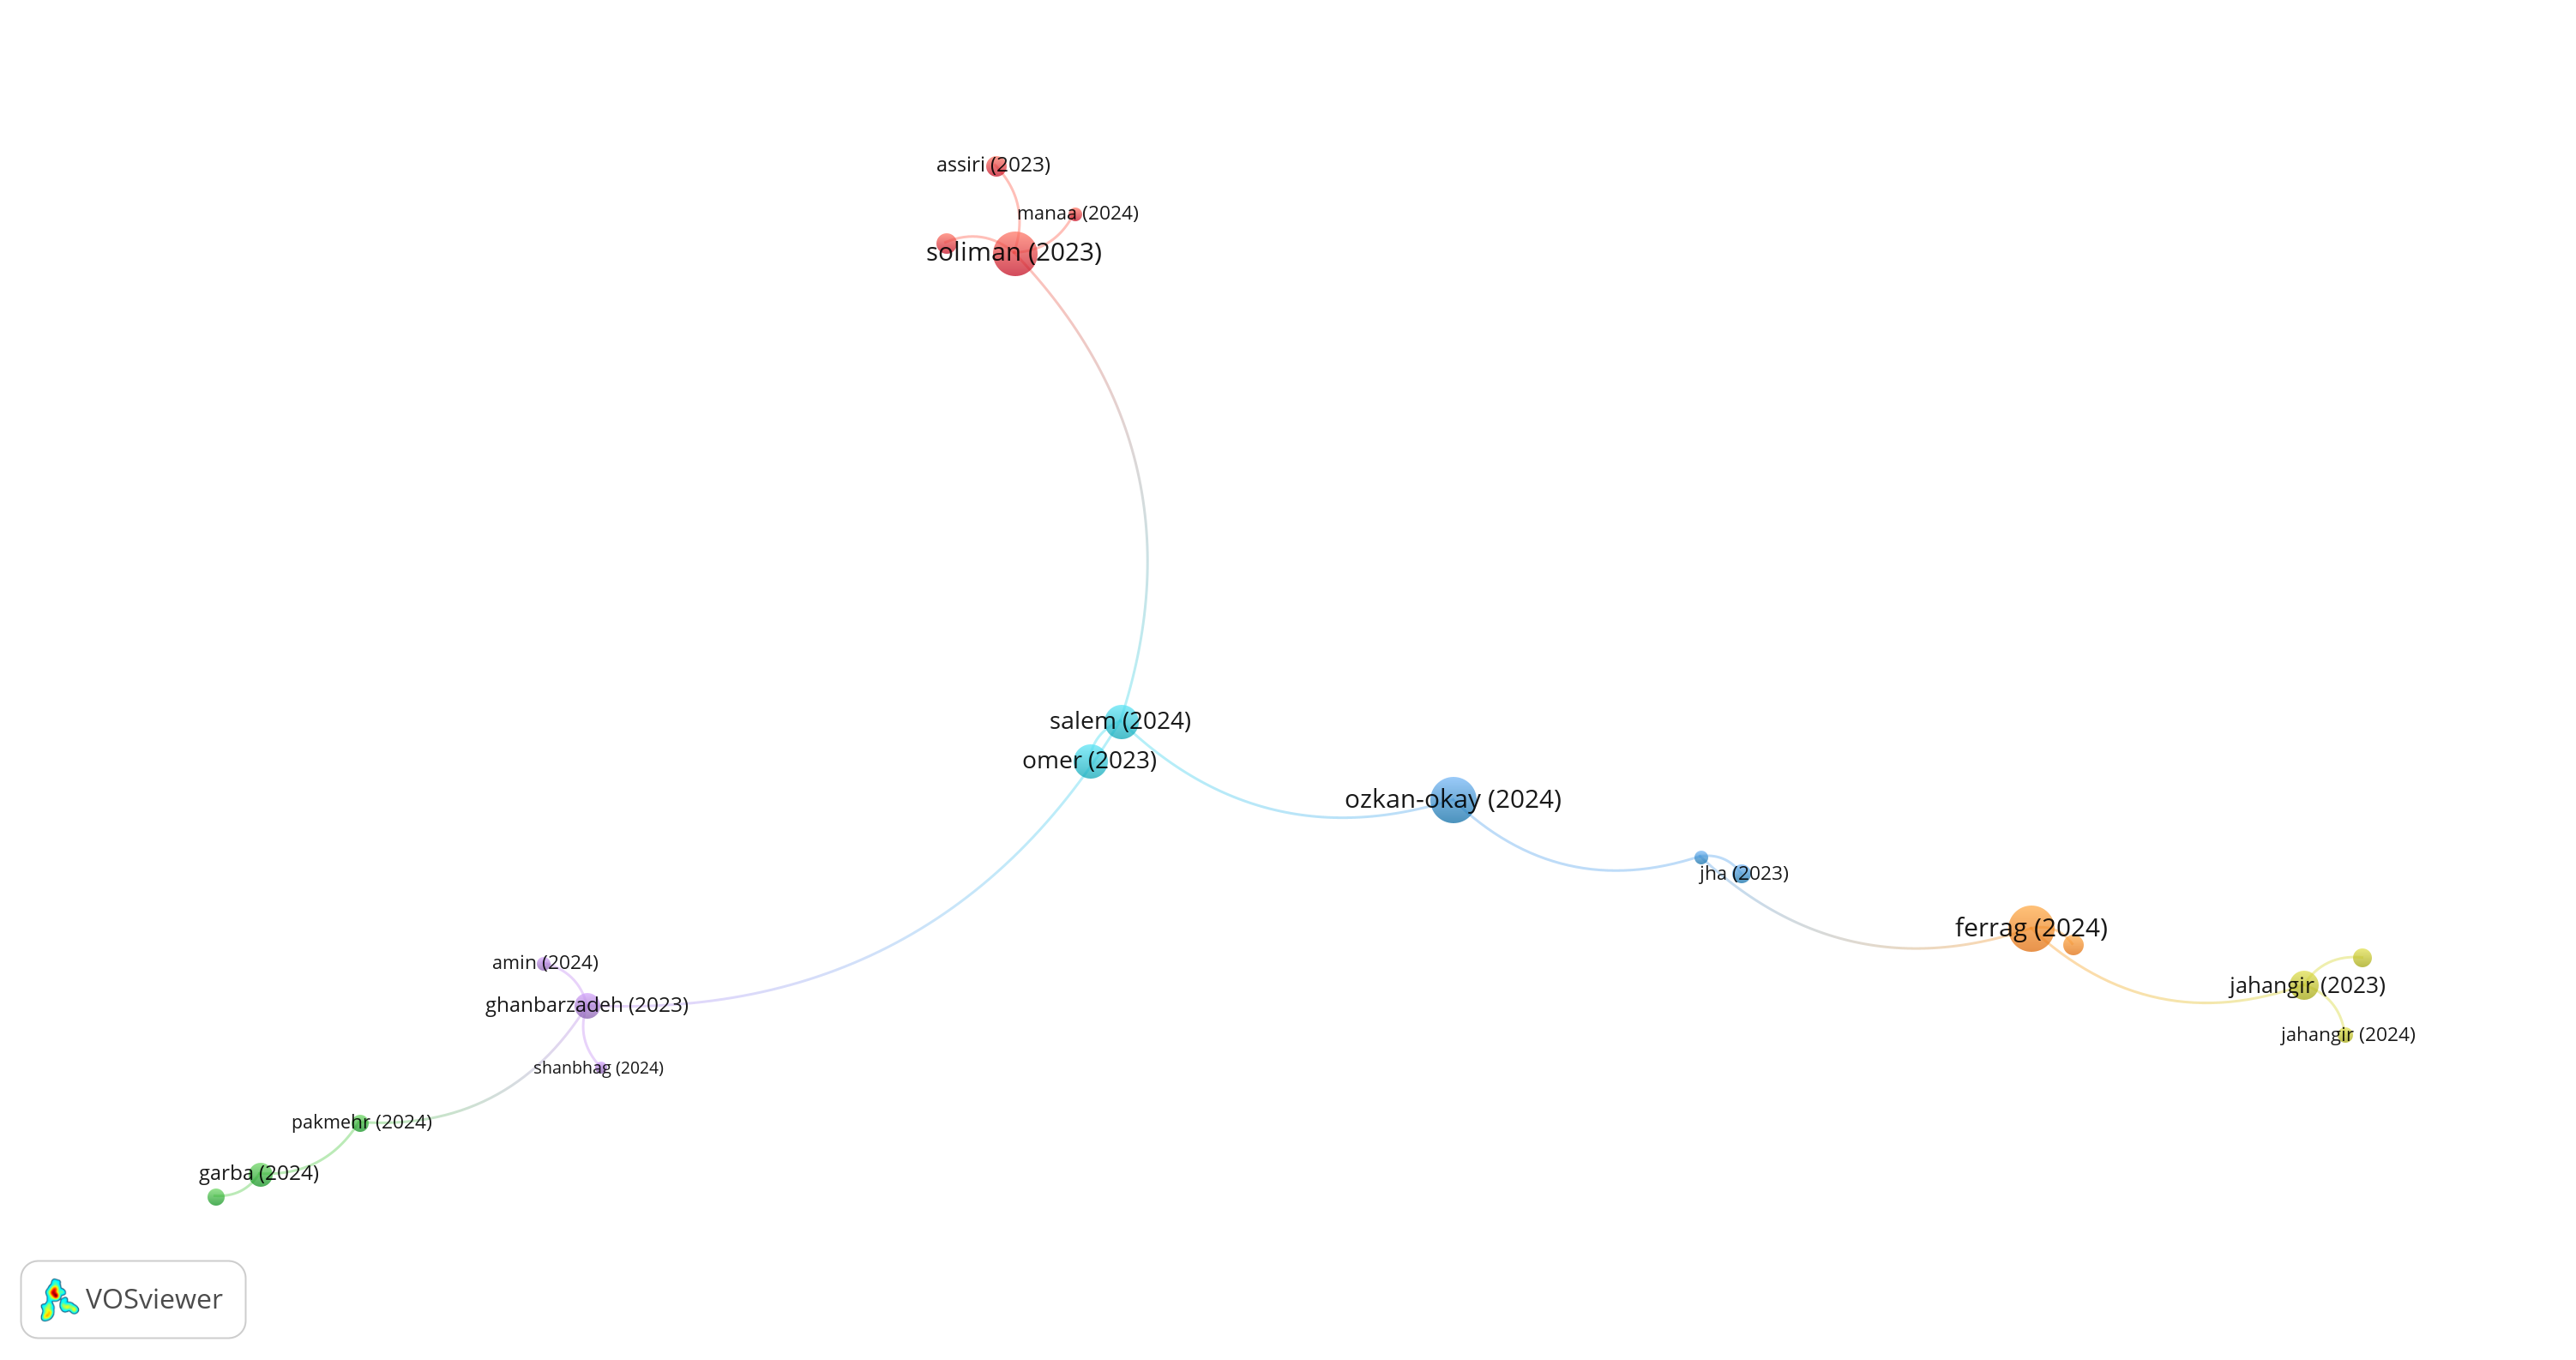 assiri (2023)
manaa (2024)
soliman (2023)
salem (2024)
omer (2023)
ozkan-okay (2024)
jha (2023)
ferrag (2024)
amin (2024)
jahangir (2023)
ghanbarzadeh (2023)
jahangir (2024)
shanbhag (2024)
pakmehr (2024)
garba (2024)
VOSviewer